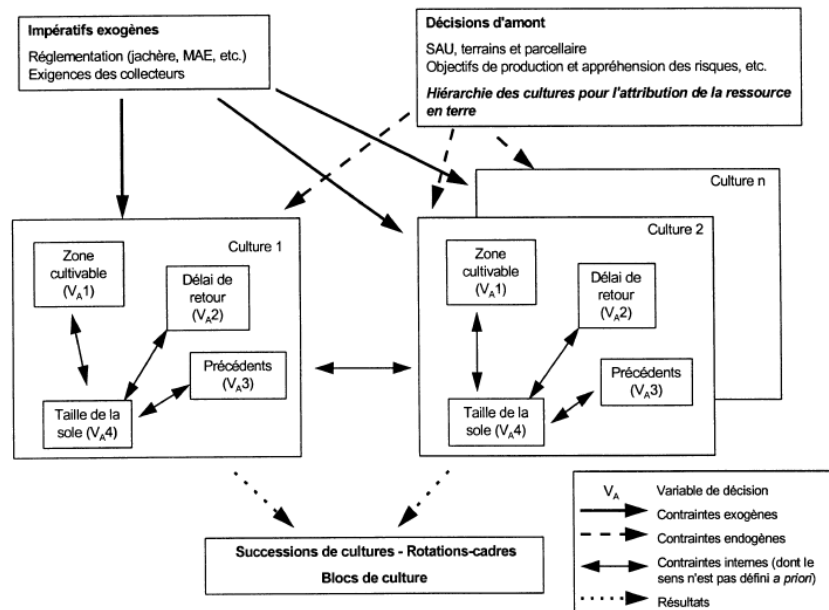 Impératifs exogènes
Réglementation (jachère, MAE, etc.)
Exigences des collecteurs
Décisions d'amont
SAU, terrains et parcellaire
Objectifs de production et appréhension des risques, etc.
Hiérarchie des cultures pour l'attribution de la ressource
en terre
Culture n
Culture 1
Zone
cultivable
(VA1)
Délai de
retour
(VA2)
Précédents
(VA3)
Taille de la
sole (VA4)
Culture 2
Zone
cultivable
(VA1)
Délai de
retour
(VA2)
Précédents
(VA3)
Taille de la
sole (VA4)
Successions de cultures - Rotations-cadres
Blocs de culture
VA Variable de décision
Contraintes exogènes
Contraintes endogènes
Contraintes internes (dont le
sens n'est pas défini a priori)
Résultats